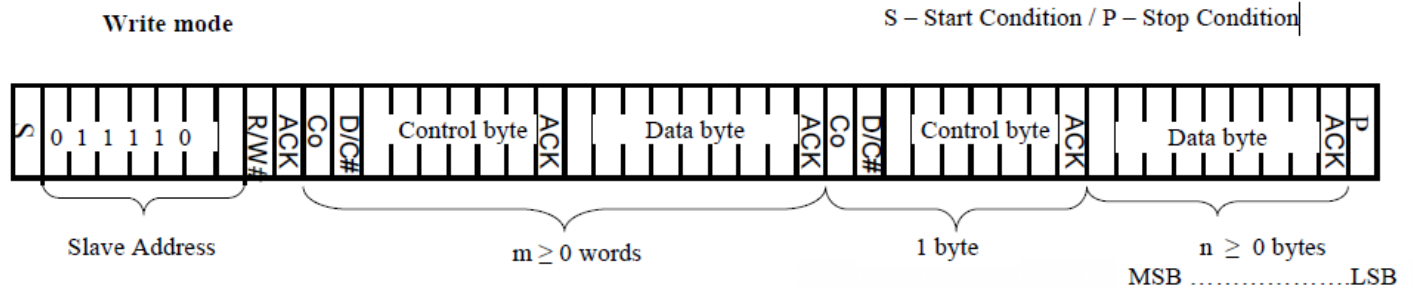 Write mode
S – Start Condition / P – Stop Condition
S 0 1 1 1 1 0 R/W# ACK Co D/C# Control byte ACK Data byte ACK Co D/C# Control byte ACK Data byte ACK P
Slave Address
m ≥ 0 words
1 byte
n ≥ 0 bytes
MSB ……………….LSB